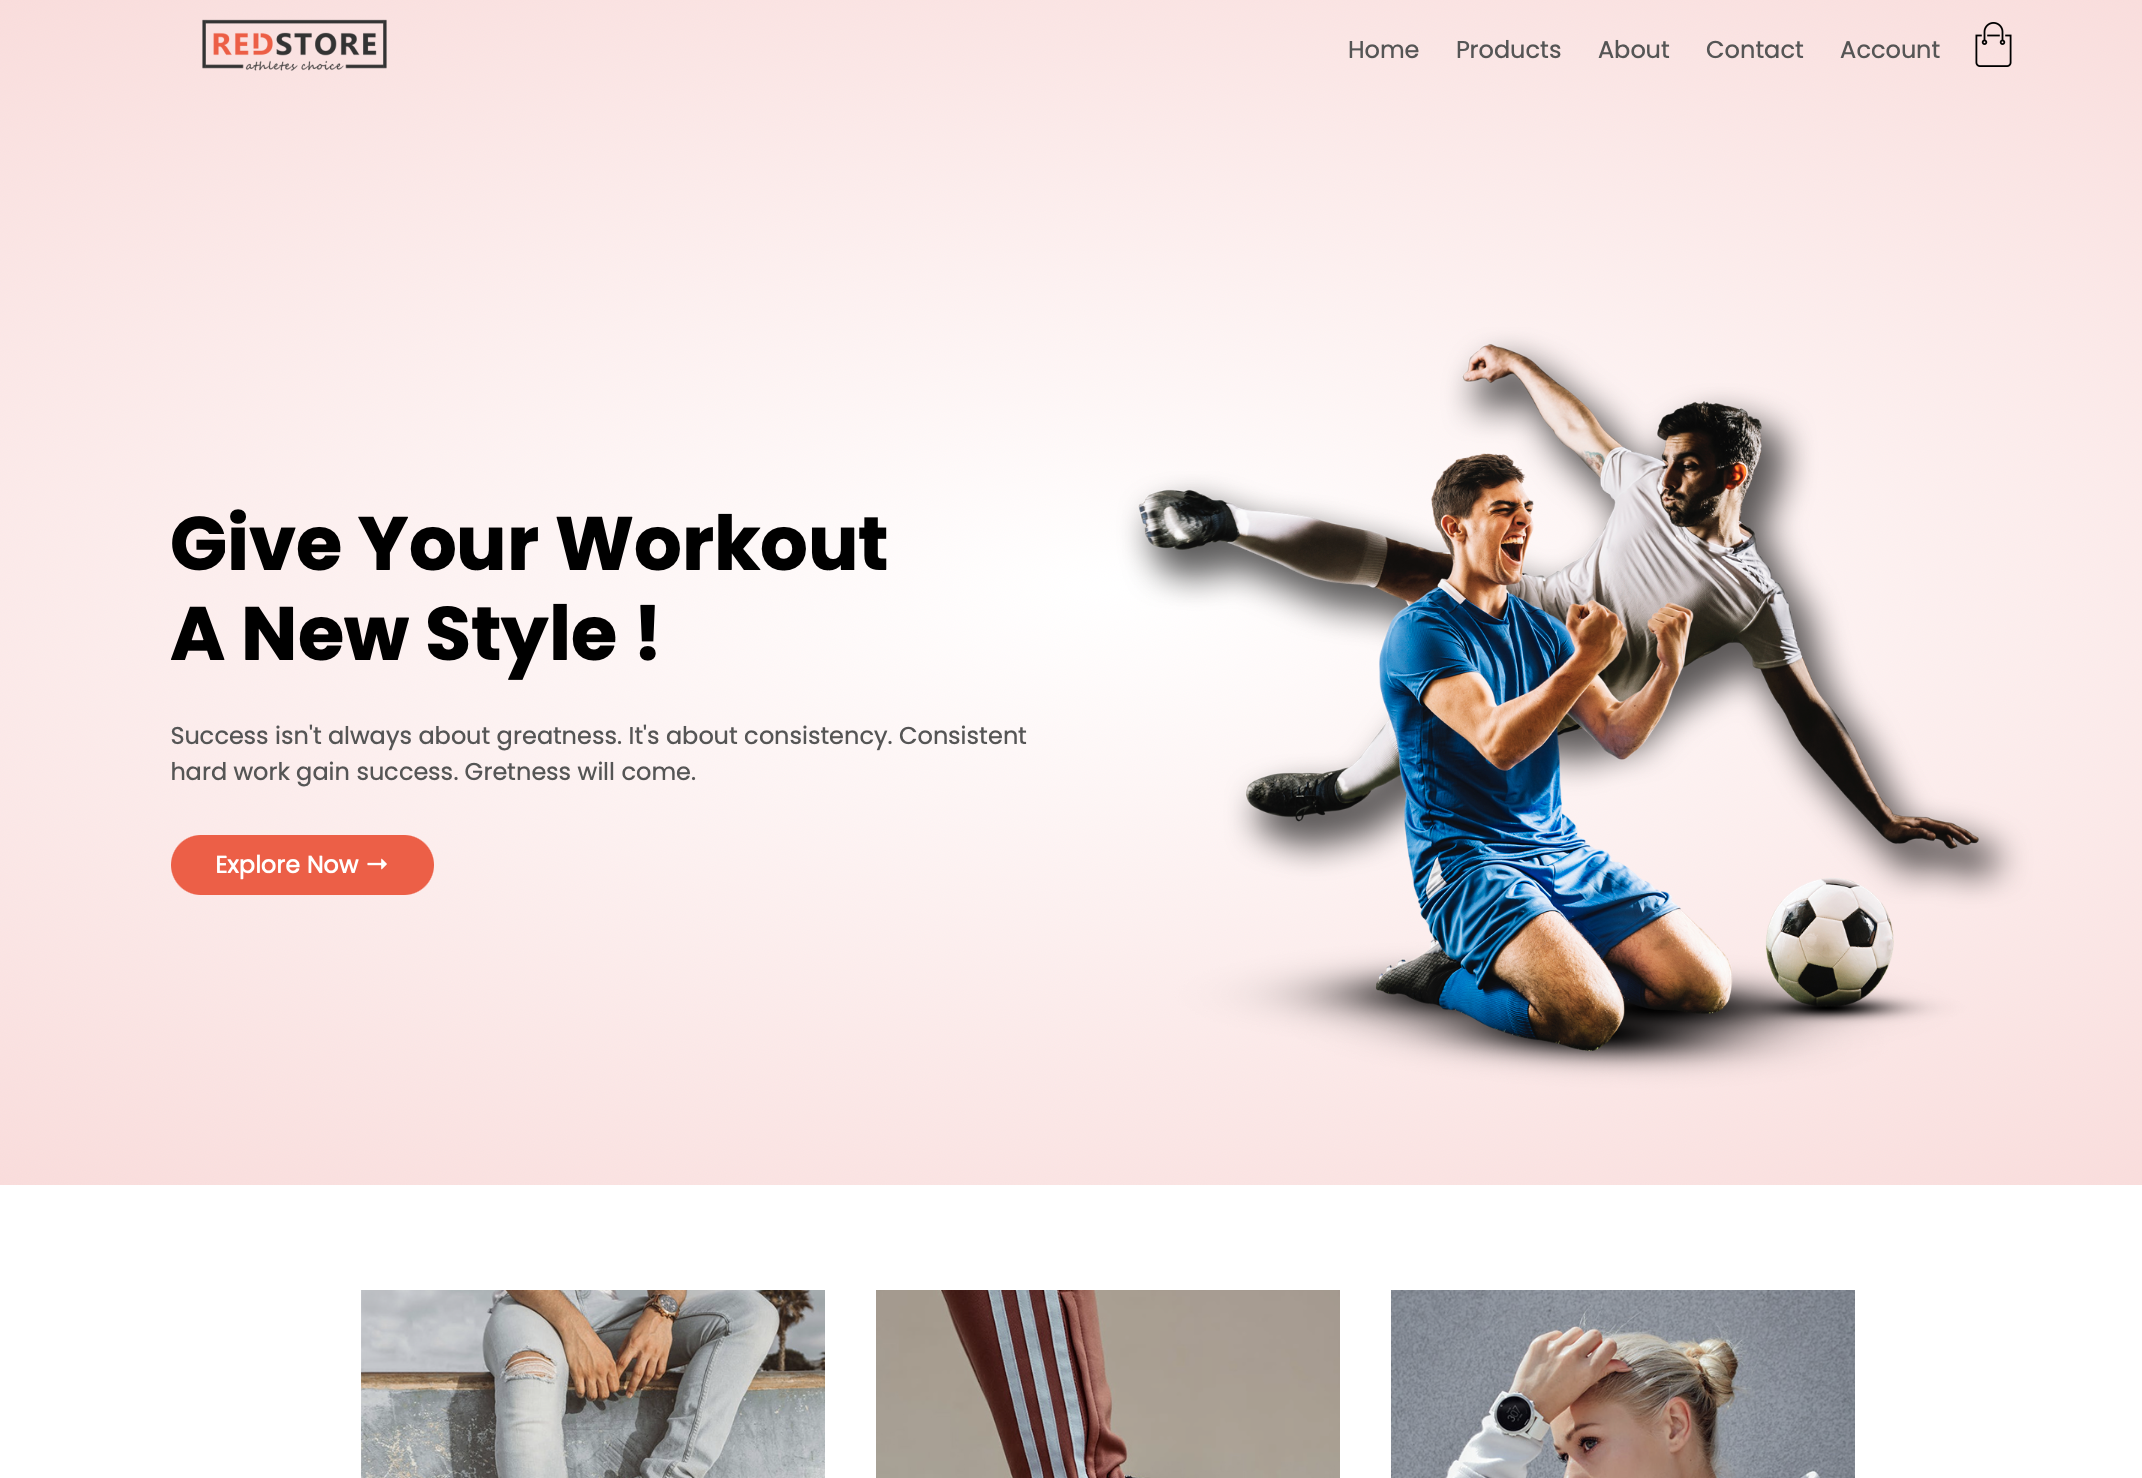 REDSTORE
athletes choice
Home Products About Contact Account
Give Your Workout
A New Style !
Success isn't always about greatness. It's about consistency. Consistent
hard work gain success. Gretness will come.
Explore Now →